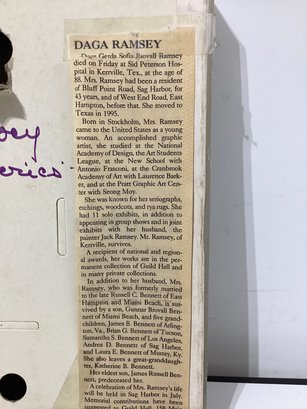 DAGA RAMSEY
Daga Gerda Sofia Brovall Ramsey
died on Friday at Sid Peterson Hos-
pital in Kerrville, Tex., at the age of
88. Mrs. Ramsey had been a resident
of Bluff Point Road, Sag Harbor, for
43 years, and of West End Road, East
Hampton, before that. She moved to
Texas in 1995.
Born in Stockholm, Mrs. Ramsey
came to the United States as a young
woman. An accomplished graphic
artist, she studied at the National
Academy of Design, the Art Students
League, at the New School with
Antonio Frasconi, at the Cranbrook
Academy of Art with Laurence Bark-
er, and at the Pratt Graphic Art Cen-
ter with Seong Moy.
She was known for her seriographs,
etchings, woodcuts, and rya rugs. She
had 11 solo exhibits, in addition to
appearing in group shows and in joint
exhibits with her husband, the
painter Jack Ramsey. Mr. Ramsey, of
Kerrville, survives.
A recipient of national and region-
al awards, her works are in the per-
manent collection of Guild Hall and
in many private collections.
In addition to her husband, Mrs.
Ramsey, who was formerly married
to the late Russell C. Bennett of East
Hampton and Miami Beach, is sur-
vived by a son, Gunnar Brovall Ben-
nett of Miami Beach, and five grand-
children, James B. Bennett of Arling-
ton, Va., Brian G. Bennett of Tucson,
Samantha S. Bennett of Los Angeles,
Andrea D. Bennett of Sag Harbor,
and Laura E. Bennett of Murray, Ky.
She also leaves a great-grandchild,
Katherine B. Bennett.
Her eldest son, James Russell Ben-
nett, predeceased her.
A celebration of Mrs. Ramsey's life
will be held in Sag Harbor in July.
Memorial contributions have been
suggested to Guild Hall, 158 Main